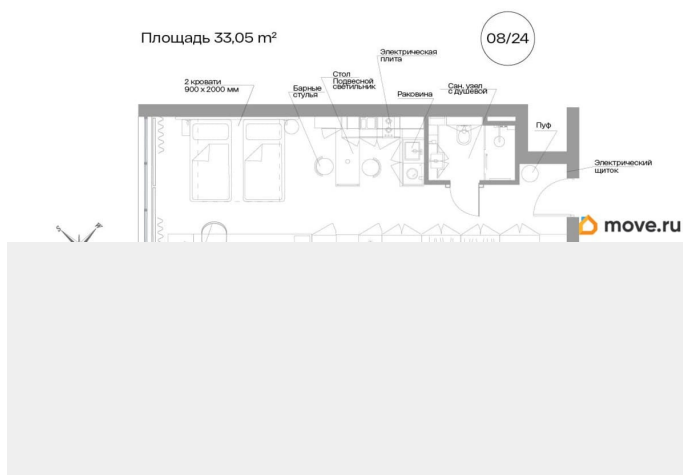 Площадь 33,05 m²
08/24
Электрическая
плита
Стол
Подвесной
светильник
2 кровати
900 x 2000 мм
Барные
стулья
Раковина
Сан. узел
с душевой
Пуф
Электрический
щиток
move.ru